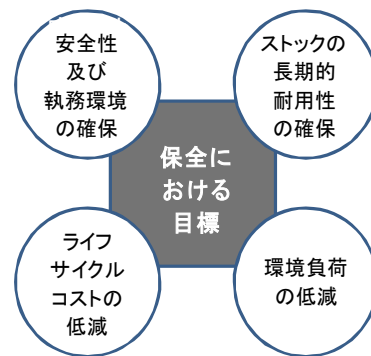 安全性
及び
執務環境
の確保
ストックの
長期的
耐用性
の確保
保全に
おける
目標
ライフ
サイクル
コストの
低減
環境負荷
の低減